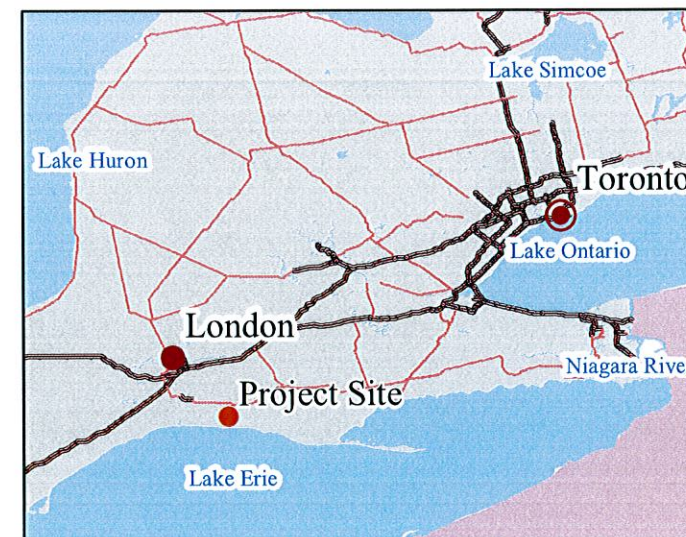 Lake Simcoe
Lake Huron
Toronto
Lake Ontario
London
Niagara Rive
Project Site
Lake Erie